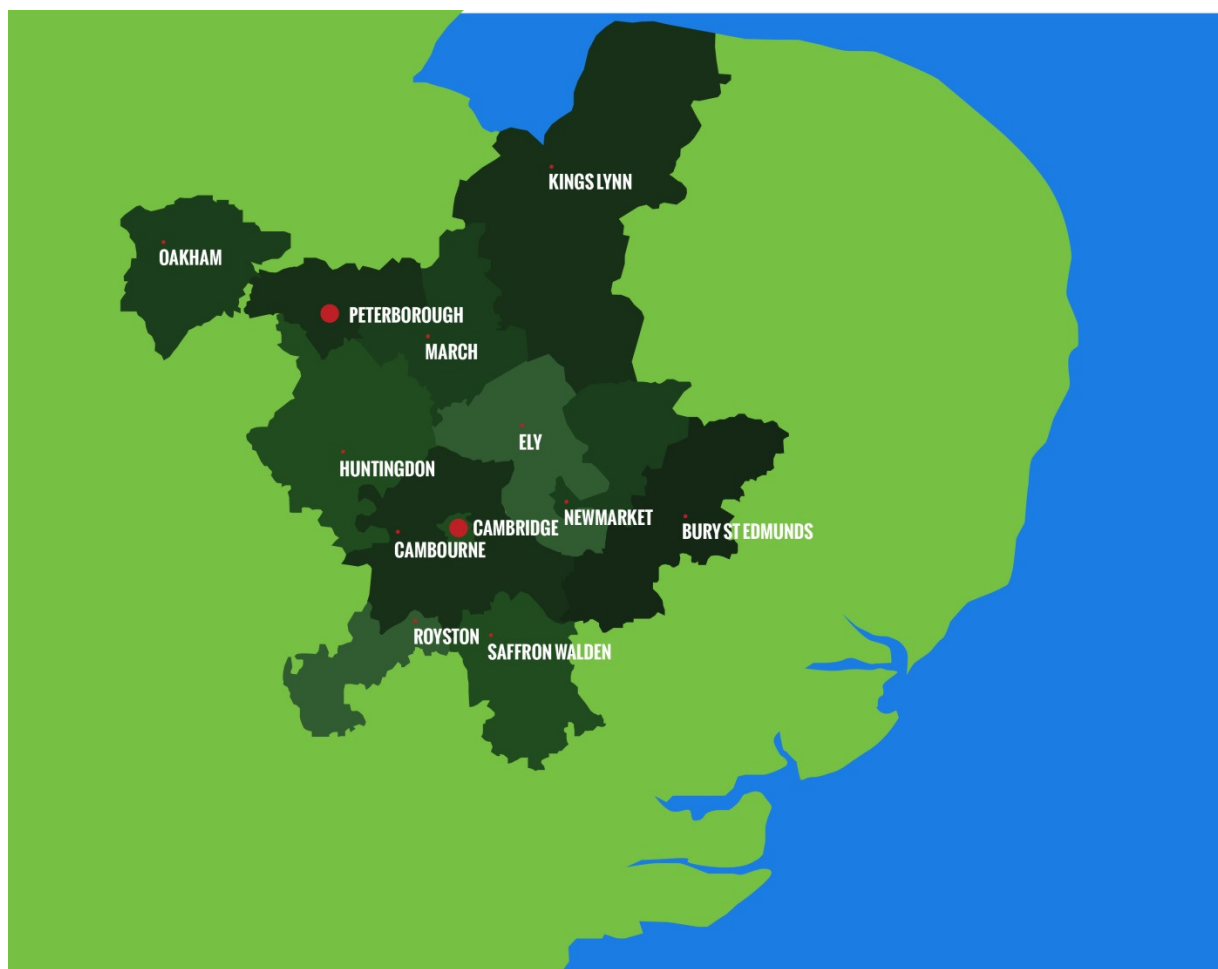 KINGS LYNN
OAKHAM
PETERBOROUGH
MARCH
ELY
HUNTINGDON
NEWMARKET
CAMBRIDGE
BURY ST EDMUNDS
CAMBOURNE
ROYSTON
SAFFRON WALDEN